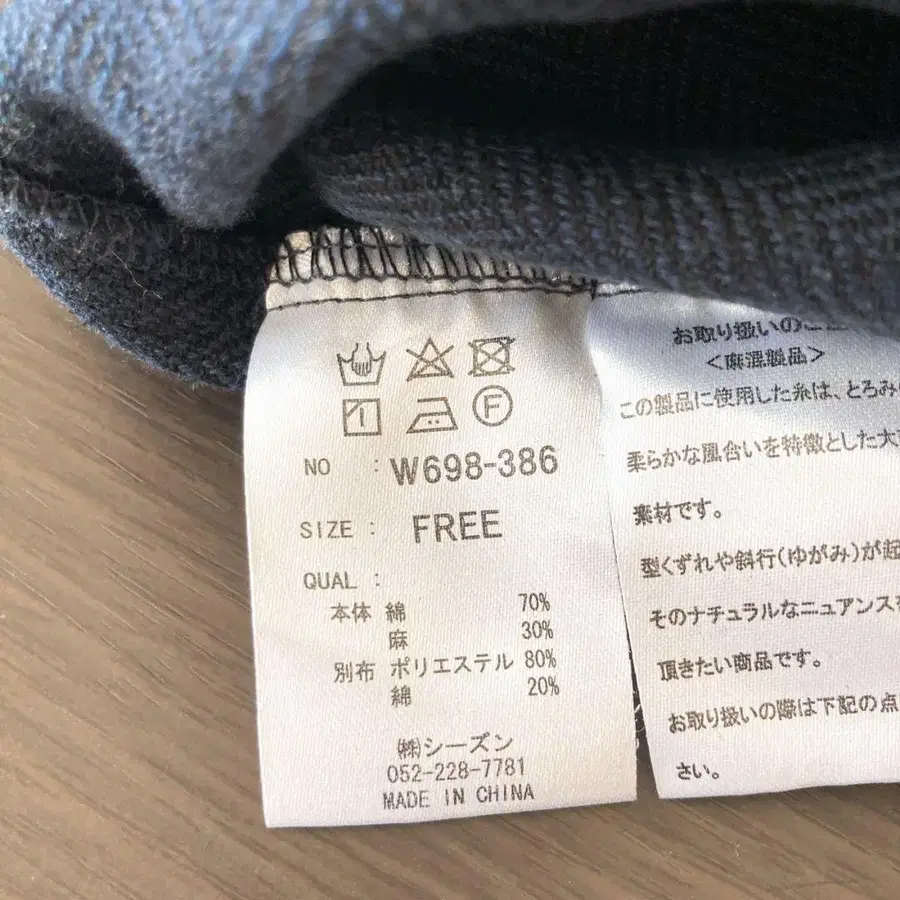 F
NO : W698-386
SIZE : FREE
QUAL :
本体 綿 70%
麻 30%
別布 ポリエステル 80%
綿 20%
㈱シーズン
052-228-7781
MADE IN CHINA
お取り扱いのご
<麻混製品>
この製品に使用した糸は、とろみ
柔らかな風合いを特徴とした大
素材です。
型くずれや斜行(ゆがみ)が起
そのナチュラルなニュアンスを
頂きたい商品です。
お取り扱いの際は下記の点
さい。